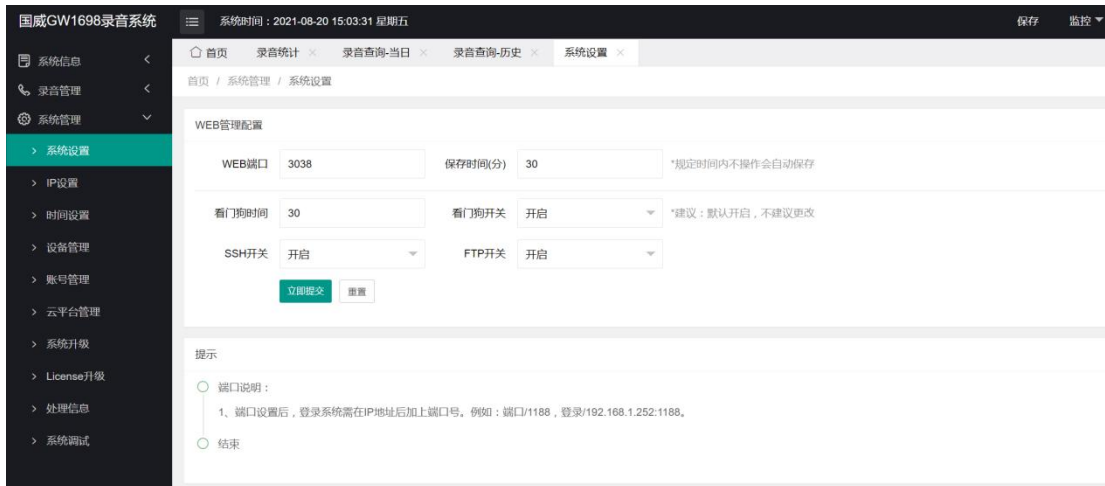 国威GW1698录音系统
系统时间：2021-08-20 15:03:31 星期五
保存 监控
系统信息
录音管理
系统管理
系统设置
IP设置
时间设置
设备管理
账号管理
云平台管理
系统升级
License升级
处理信息
系统调试
首页 录音统计 录音查询-当日 录音查询-历史 系统设置
首页 / 系统管理 / 系统设置
WEB管理配置
WEB端口 3038 保存时间(分) 30 *规定时间内不操作会自动保存
看门狗时间 30 看门狗开关 开启 *建议：默认开启，不建议更改
SSH开关 开启 FTP开关 开启
立即提交 重置
提示
端口说明：
1、端口设置后，登录系统需在IP地址后加上端口号。例如：端口/1188，登录/192.168.1.252:1188。
结束